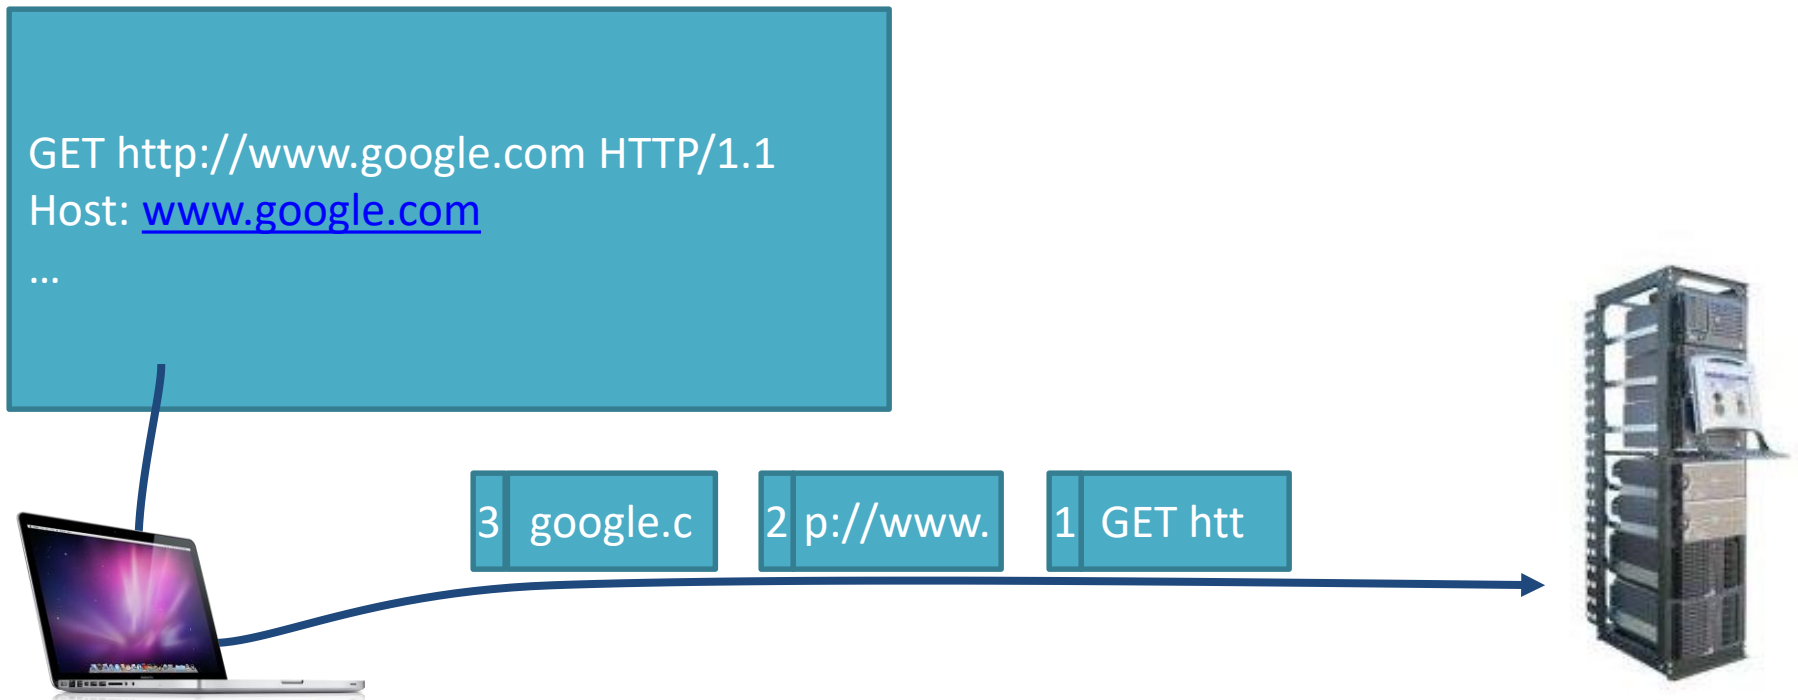 GET http://www.google.com HTTP/1.1
Host: www.google.com
…
3 google.c
2 p://www.
1 GET htt